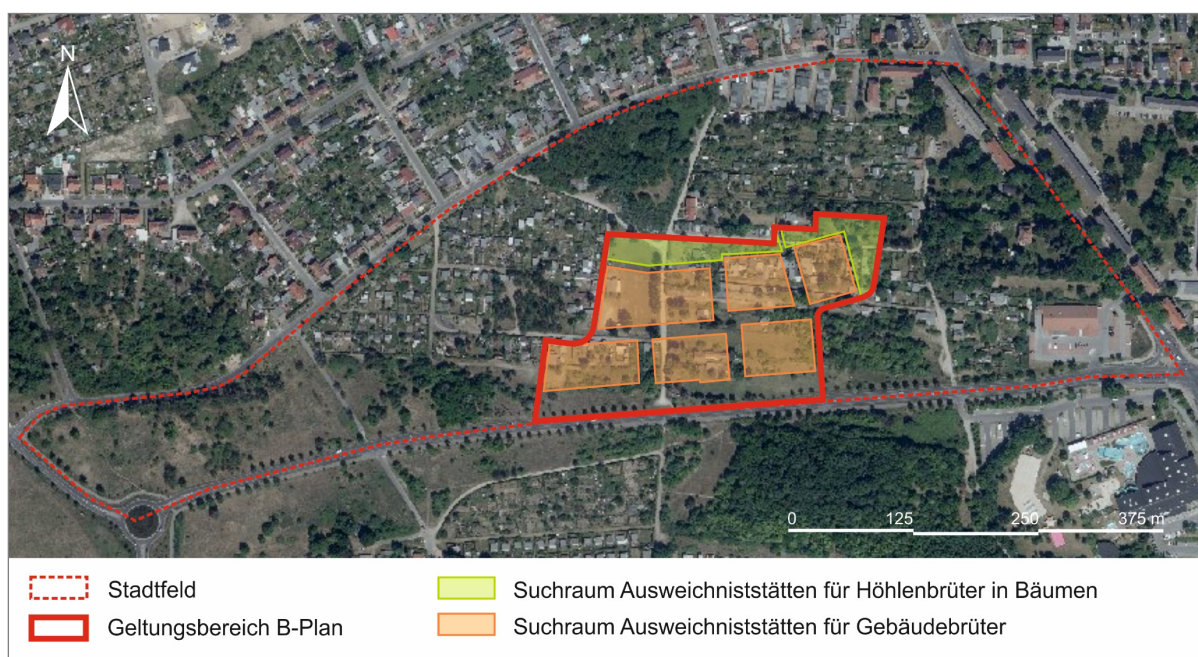 N
0 125 250 375 m
Stadtfeld
Geltungsbereich B-Plan
Suchraum Ausweichniststätten für Höhlenbrüter in Bäumen
Suchraum Ausweichniststätten für Gebäudebrüter